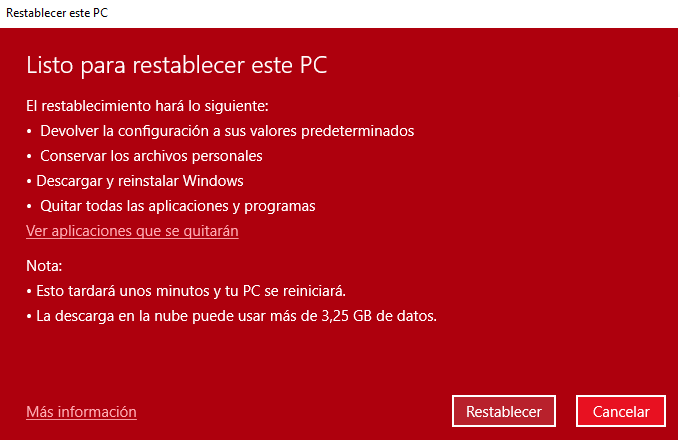 Restablecer este PC
Listo para restablecer este PC
El restablecimiento hará lo siguiente:
• Devolver la configuración a sus valores predeterminados
• Conservar los archivos personales
• Descargar y reinstalar Windows
• Quitar todas las aplicaciones y programas
Ver aplicaciones que se quitarán
Nota:
• Esto tardará unos minutos y tu PC se reiniciará.
• La descarga en la nube puede usar más de 3,25 GB de datos.
Más información
Restablecer
Cancelar